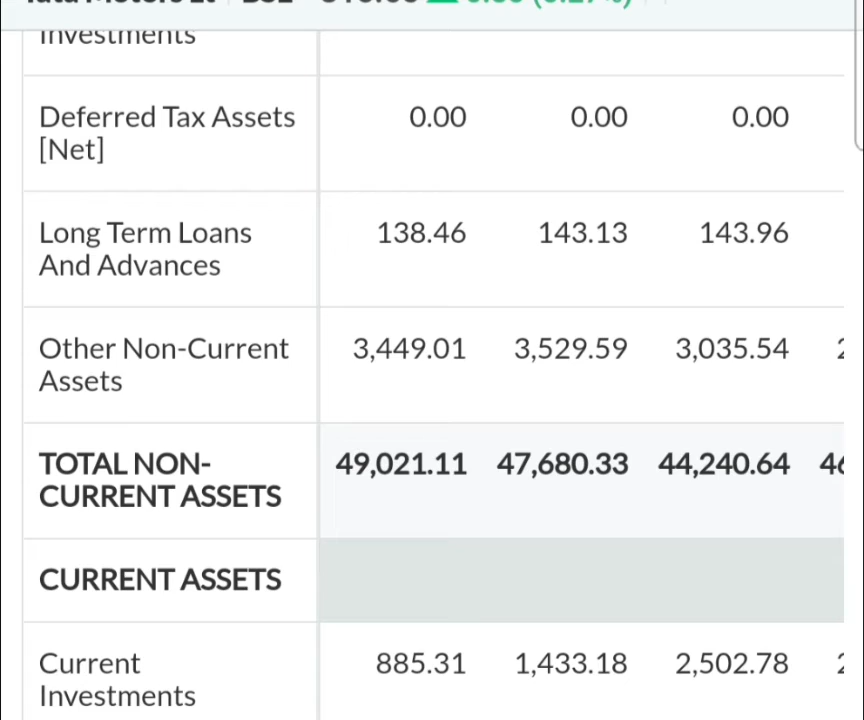 Investments
Deferred Tax Assets 0.00 0.00 0.00
[Net]
Long Term Loans 138.46 143.13 143.96
And Advances
Other Non-Current 3,449.01 3,529.59 3,035.54
Assets
TOTAL NON- 49,021.11 47,680.33 44,240.64
CURRENT ASSETS
CURRENT ASSETS
Current 885.31 1,433.18 2,502.78
Investments